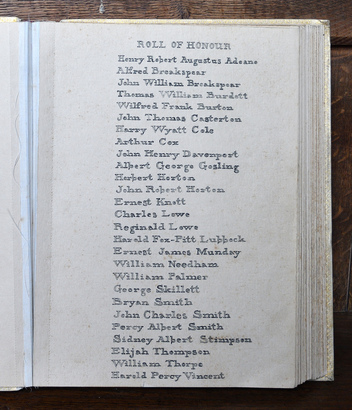 ROLL OF HONOUR
Henry Robert Augustus Adeane
Alfred Breakspear
John William Breakspear
Thomas William Burdett
Wilfred Frank Burton
John Thomas Casterton
Harry Wyatt Cole
Arthur Cox
John Henry Davenport
Albert George Gosling
Herbert Horton
John Robert Horton
Ernest Knott
Charles Lowe
Reginald Lowe
Harold Fox-Pitt Lubbock
Ernest James Munday
William Needham
William Palmer
George Skillett
Bryan Smith
John Charles Smith
Percy Albert Smith
Sidney Albert Stimpson
Elijah Thompson
William Thorpe
Harold Percy Vincent